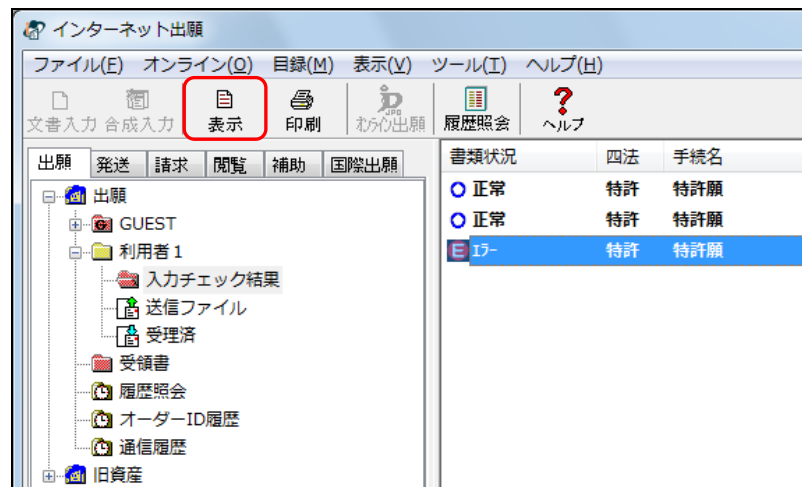 インターネット出願
ファイル(F) オンライン(O) 目録(M) 表示(V) ツール(T) ヘルプ(H)
文書入力 合成入力 表示 印刷 オンライン出願 履歴照会 ヘルプ
出願 発送 請求 閲覧 補助 国際出願
書類状況 四法 手続名
出願
正常 特許 特許願
GUEST
正常 特許 特許願
利用者1
エラー 特許 特許願
入力チェック結果
送信ファイル
受理済
受領書
履歴照会
オーダーID履歴
通信履歴
旧資産